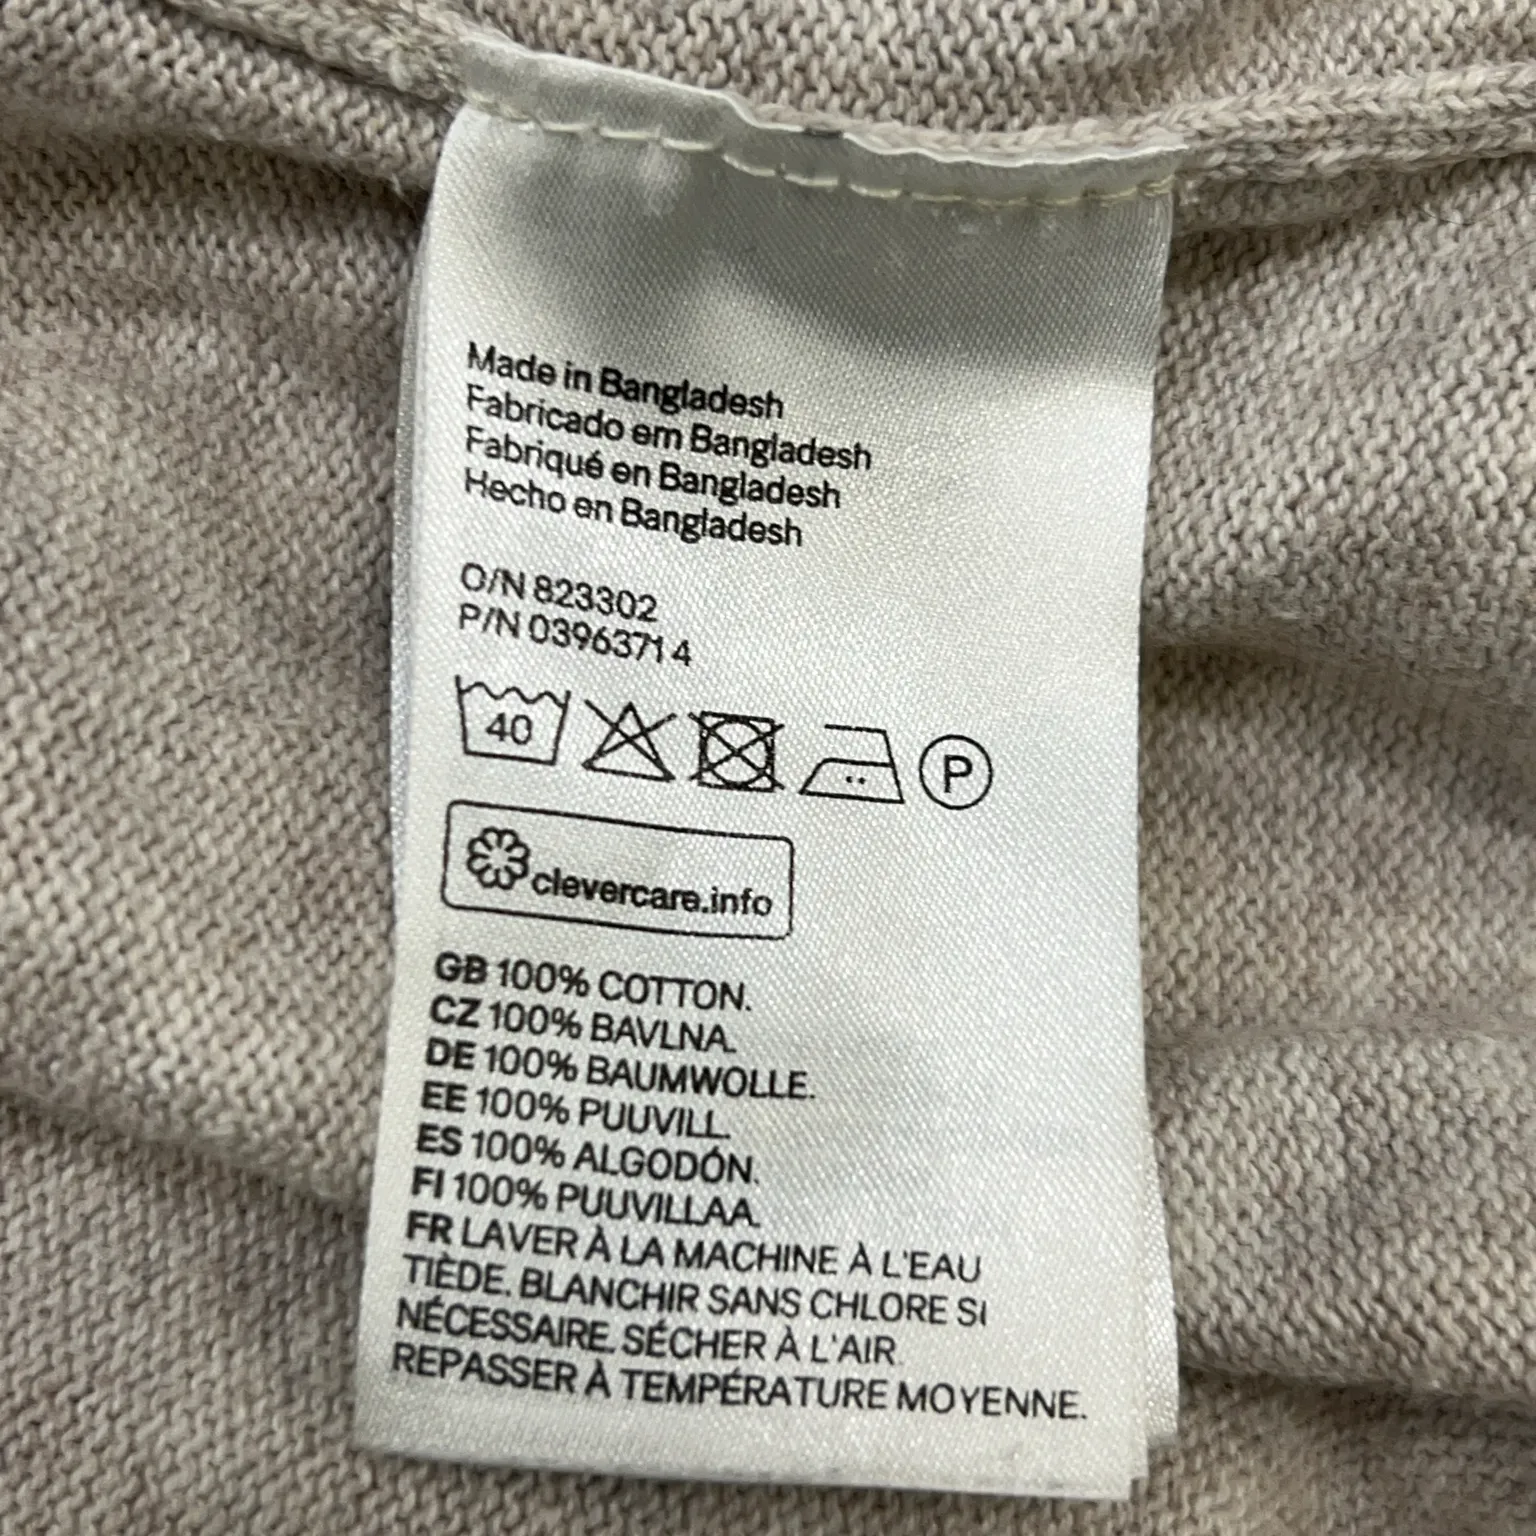 Made in Bangladesh
Fabricado em Bangladesh
Fabriqué en Bangladesh
Hecho en Bangladesh
O/N 823302
P/N 03963714
40
P
clevercare.info
GB 100% COTTON.
CZ 100% BAVLNA.
DE 100% BAUMWOLLE.
EE 100% PUUVILL.
ES 100% ALGODÓN.
FI 100% PUUVILLAA.
FR LAVER À LA MACHINE À L'EAU
TIÈDE. BLANCHIR SANS CHLORE SI
NÉCESSAIRE. SÉCHER À L'AIR.
REPASSER À TEMPÉRATURE MOYENNE.